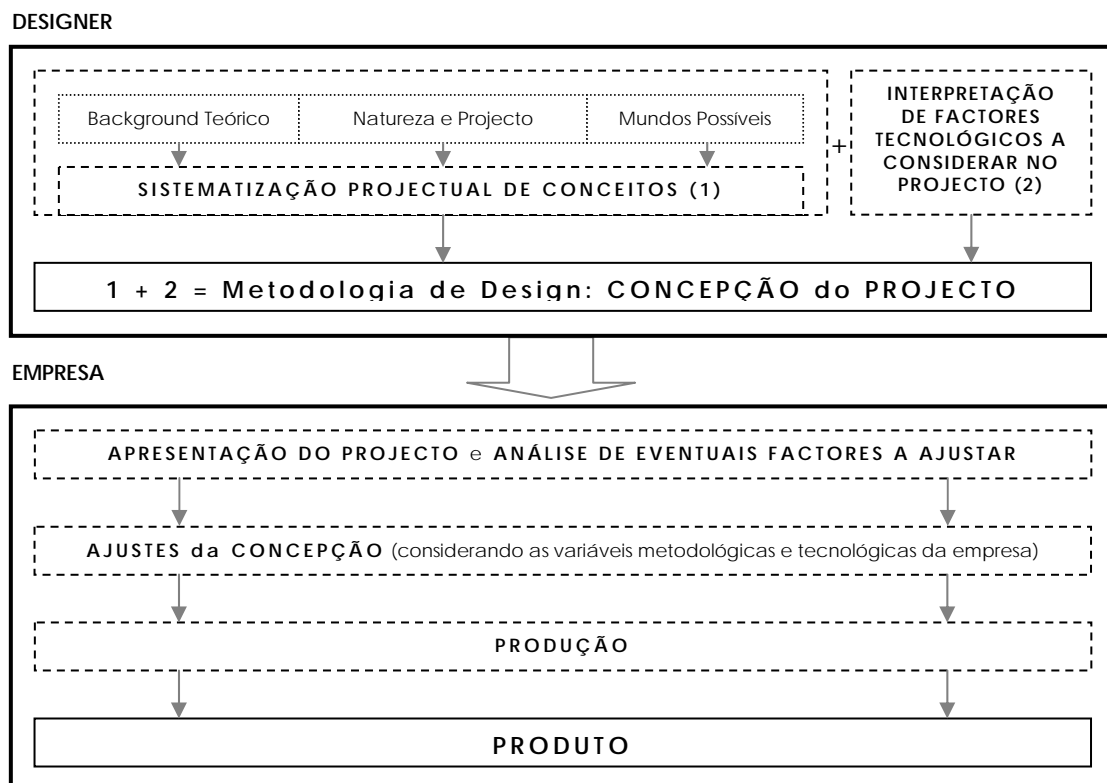 DESIGNER
Background Teórico
Natureza e Projecto
Mundos Possíveis
SISTEMATIZAÇÃO PROJECTUAL DE CONCEITOS (1)
+
INTERPRETAÇÃO
DE FACTORES
TECNOLÓGICOS A
CONSIDERAR NO
PROJECTO (2)
1 + 2 = Metodologia de Design: CONCEPÇÃO do PROJECTO
EMPRESA
APRESENTAÇÃO DO PROJECTO e ANÁLISE DE EVENTUAIS FACTORES A AJUSTAR
AJUSTES da CONCEPÇÃO (considerando as variáveis metodológicas e tecnológicas da empresa)
PRODUÇÃO
PRODUTO